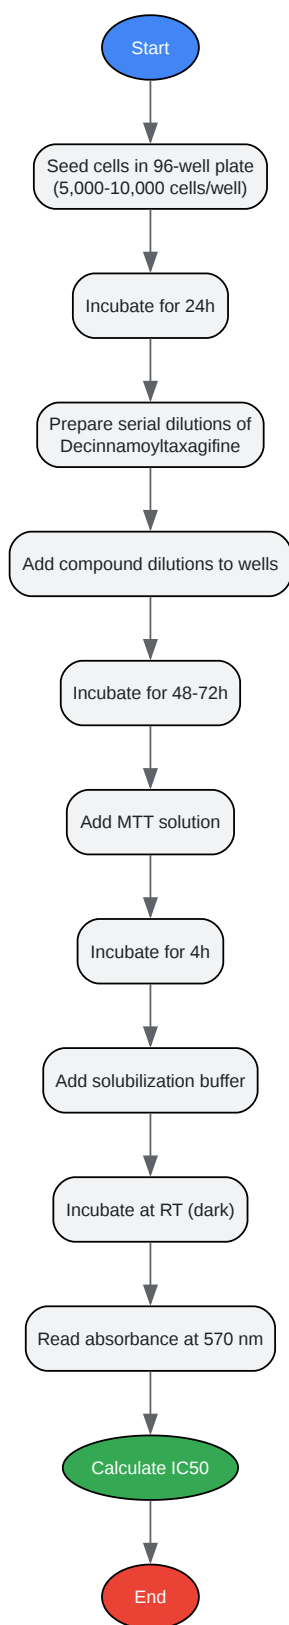 Start
Seed cells in 96-well plate
(5,000-10,000 cells/well)
Incubate for 24h
Prepare serial dilutions of
Decinnamoyltaxagifine
Add compound dilutions to wells
Incubate for 48-72h
Add MTT solution
Incubate for 4h
Add solubilization buffer
Incubate at RT (dark)
Read absorbance at 570 nm
Calculate IC50
End